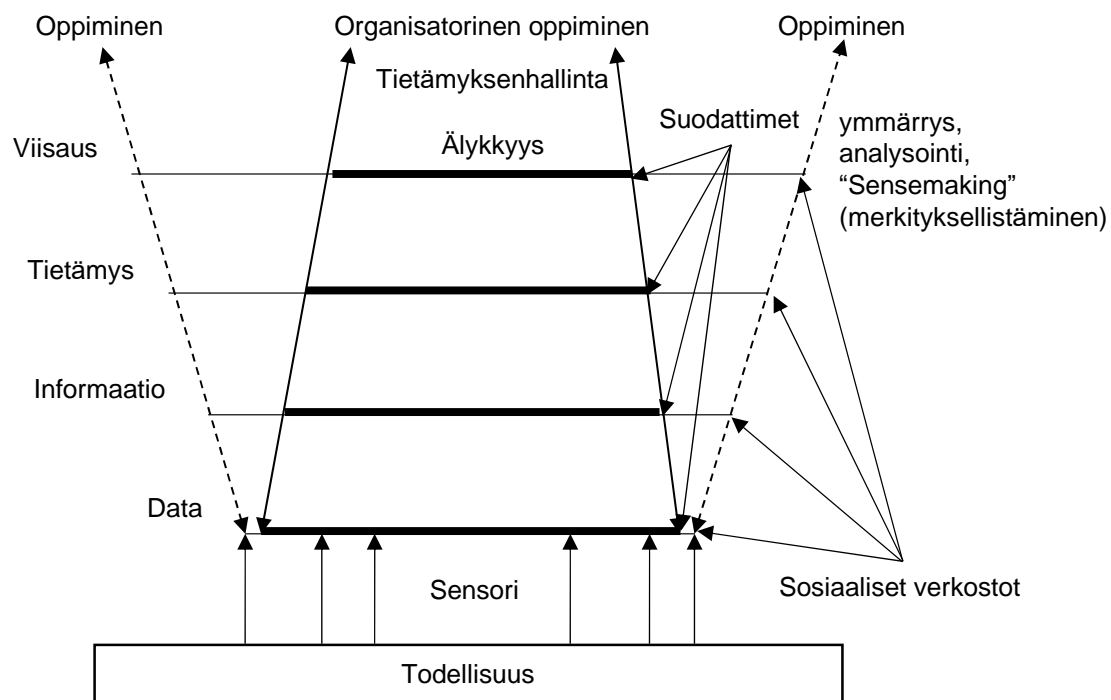 Oppiminen
Organisatorinen oppiminen
Oppiminen
Tietämyksenhallinta
Suodattimet
ymmärrys,
analysointi,
“Sensemaking”
(merkityksellistäminen)
Viisaus
Älykkyys
Tietämys
Informaatio
Data
Sensori
Sosiaaliset verkostot
Todellisuus